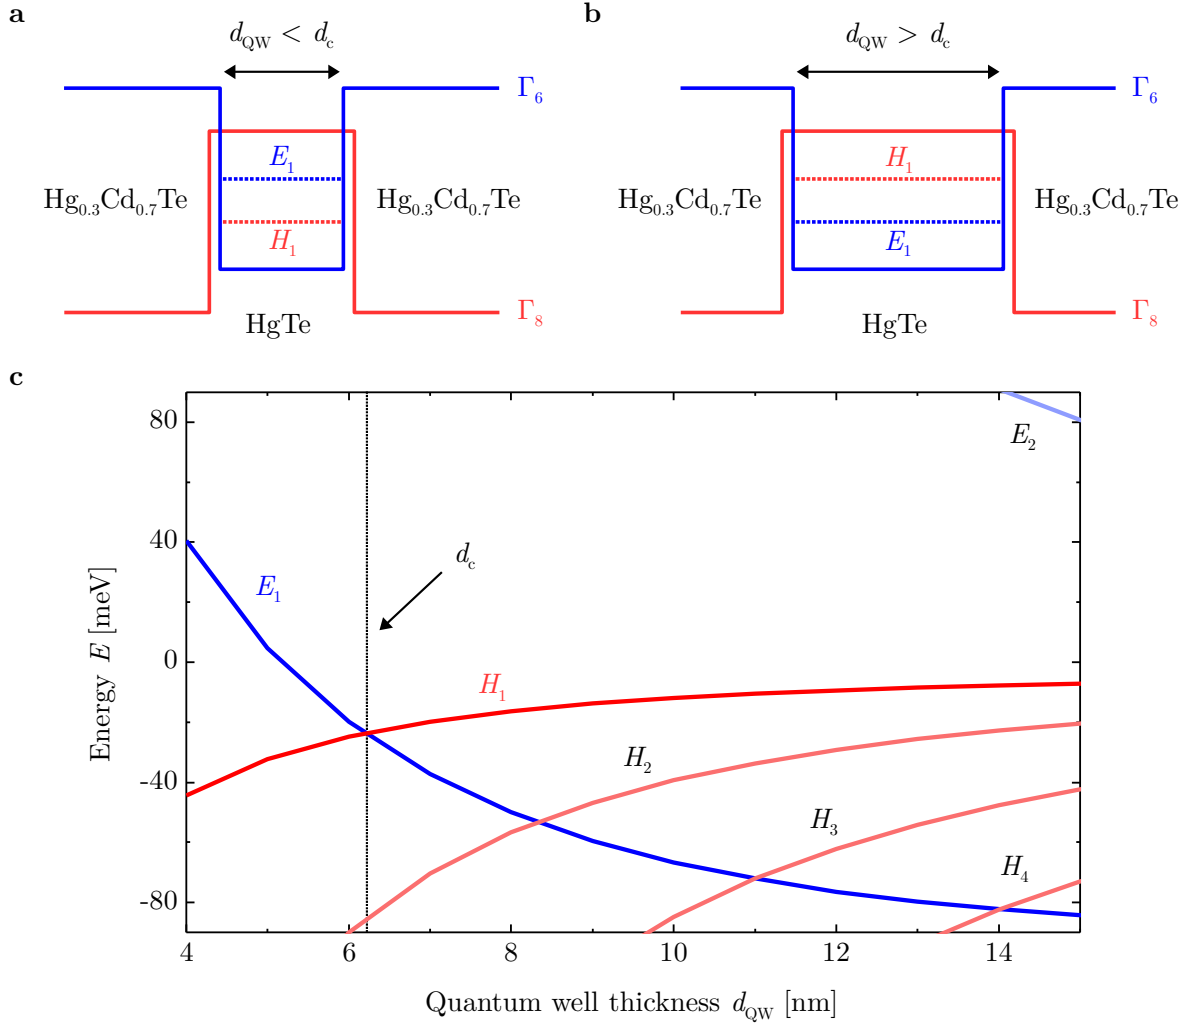 a
b
d_QW < d_c
d_QW > d_c
Γ_6
Γ_6
E_1
H_1
Hg_0.3Cd_0.7Te
Hg_0.3Cd_0.7Te
Hg_0.3Cd_0.7Te
Hg_0.3Cd_0.7Te
H_1
E_1
Γ_8
Γ_8
HgTe
HgTe
c
80
40
0
-40
-80
Energy E [meV]
E_1
d_c
H_1
H_2
H_3
H_4
E_2
4
6
8
10
12
14
Quantum well thickness d_QW [nm]